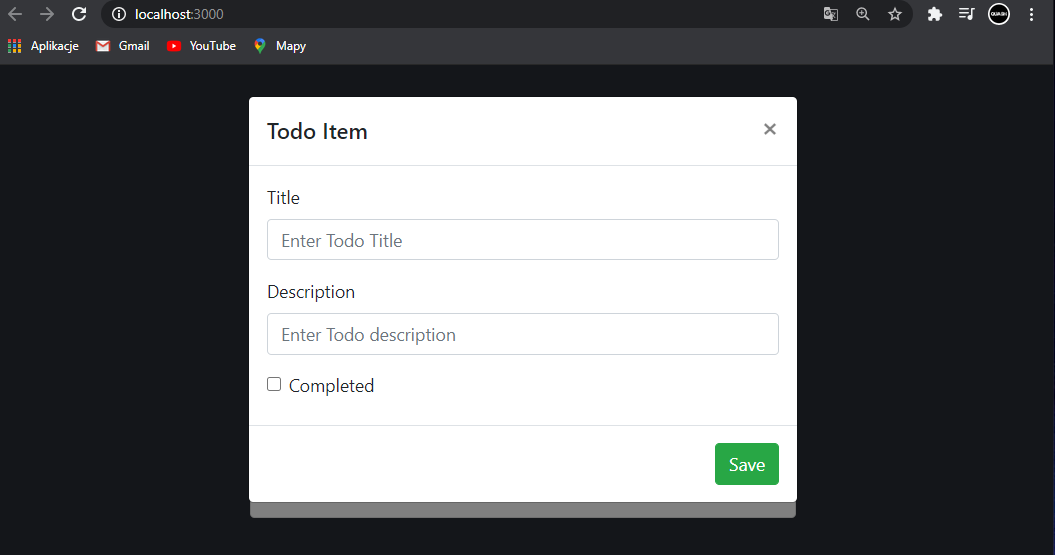 localhost:3000
Aplikacje Gmail YouTube Mapy
Todo Item ×
Title
Enter Todo Title
Description
Enter Todo description
Completed
Save